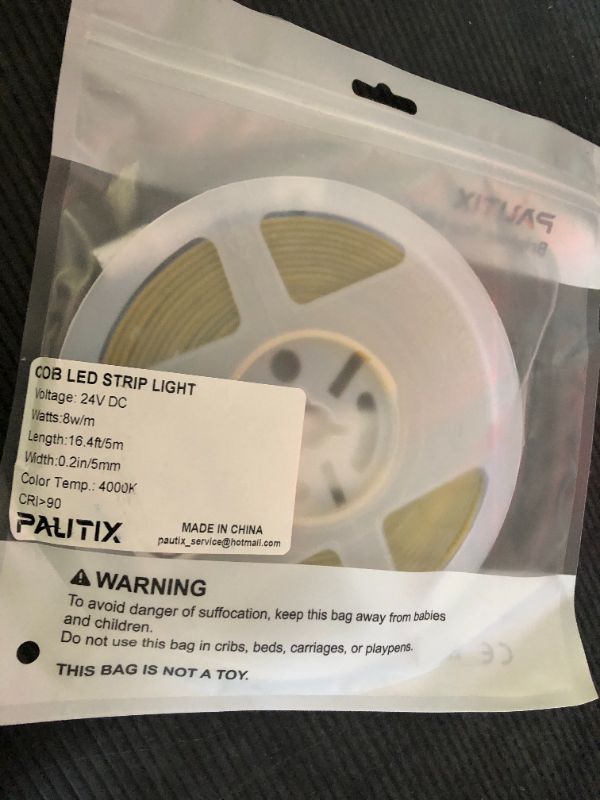 PAUTIX
COB LED STRIP LIGHT
Voltage: 24V DC
Watts:8w/m
Length:16.4ft/5m
Width:0.2in/5mm
Color Temp.: 4000K
CRI>90
PAUTIX
MADE IN CHINA
pautix_service@hotmail.com
WARNING
To avoid danger of suffocation, keep this bag away from babies
and children.
Do not use this bag in cribs, beds, carriages, or playpens.
CE
THIS BAG IS NOT A TOY.